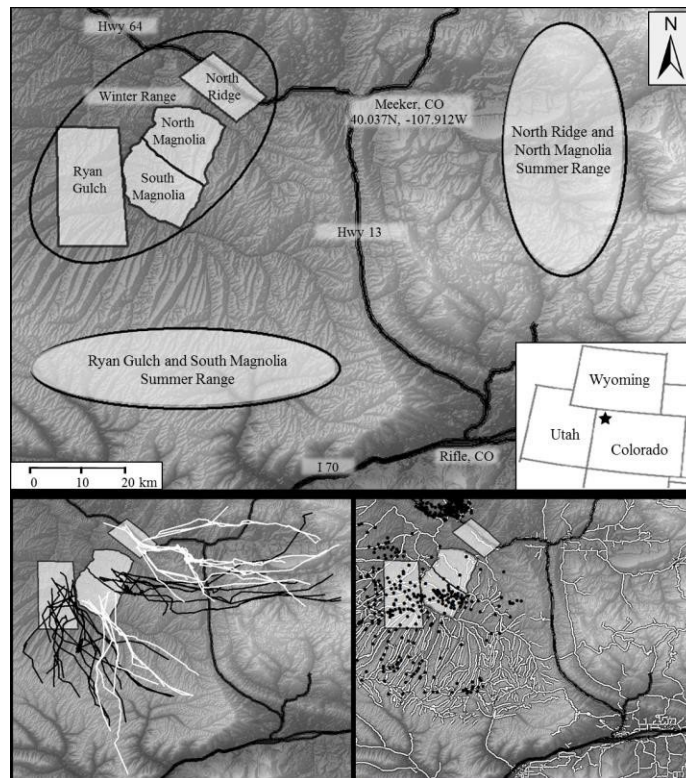 Hwy 64
N
North
Ridge
Winter Range
Meeker, CO
40.037N, -107.912W
North
Magnolia
North Ridge and
North Magnolia
Summer Range
Ryan
Gulch
South
Magnolia
Hwy 13
Ryan Gulch and South Magnolia
Summer Range
Wyoming
Utah
Colorado
I 70
Rifle, CO
0 10 20 km